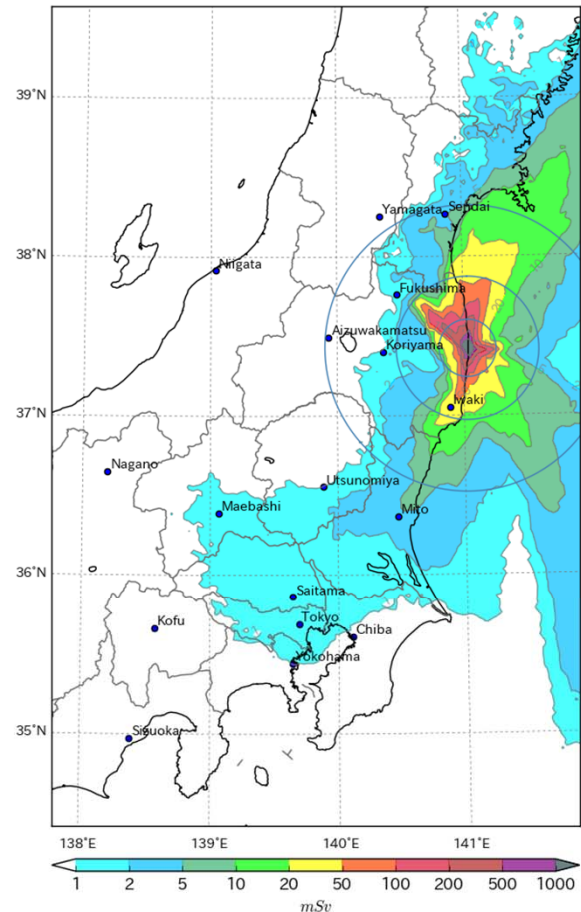 39°N
Yamagata
Sendai
38°N
Niigata
Fukushima
Aizuwakamatsu
Koriyama
37°N
Iwaki
Nagano
Utsunomiya
Maebashi
Mito
36°N
Saitama
Kofu
Tokyo
Chiba
Yokohama
35°N
Sizuoka
138°E 139°E 140°E 141°E
1 2 5 10 20 50 100 200 500 1000
mSv